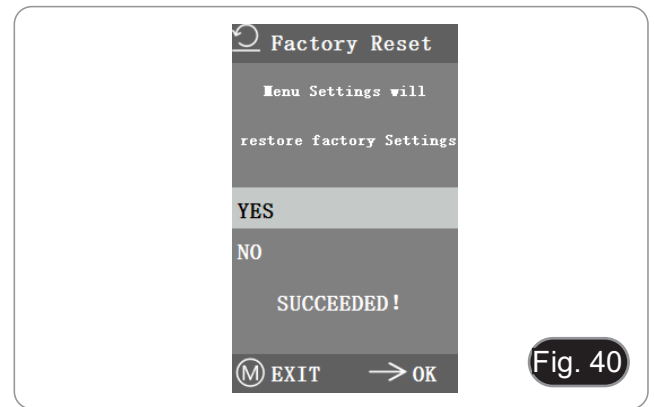 Factory Reset
Menu Settings will
restore factory Settings
YES
NO
SUCCEEDED!
M EXIT → OK
Fig. 40